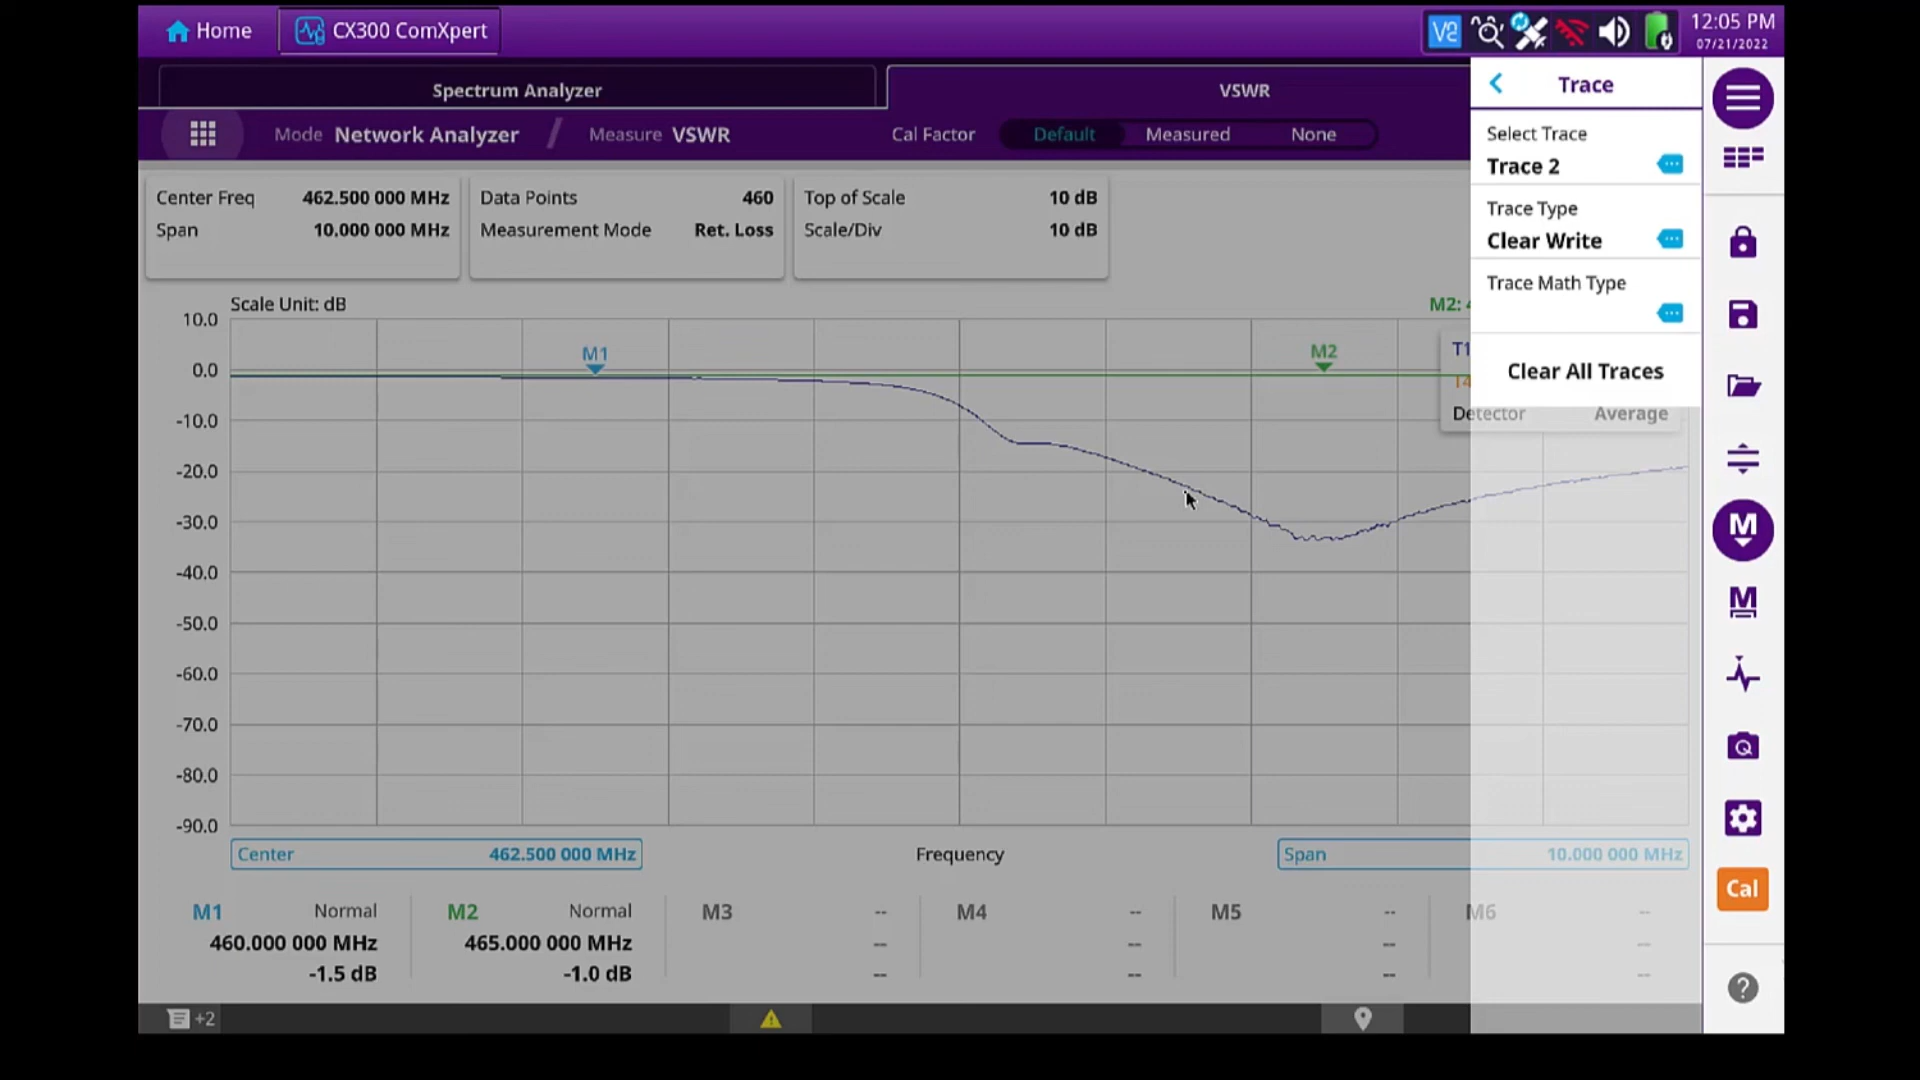 Home
CX300 ComXpert
12:05 PM
07/21/2022
Spectrum Analyzer
VSWR
Trace
Mode Network Analyzer / Measure VSWR
Cal Factor Default Measured None
Select Trace
Trace 2
Trace Type
Clear Write
Trace Math Type
Clear All Traces
Center Freq 462.500 000 MHz
Span 10.000 000 MHz
Data Points 460
Measurement Mode Ret. Loss
Top of Scale 10 dB
Scale/Div 10 dB
Scale Unit: dB
M2:
T1
T4
Detector Average
M1
M2
10.0
0.0
-10.0
-20.0
-30.0
-40.0
-50.0
-60.0
-70.0
-80.0
-90.0
Center 462.500 000 MHz
Frequency
Span 10.000 000 MHz
M1 Normal
460.000 000 MHz
-1.5 dB
M2 Normal
465.000 000 MHz
-1.0 dB
M3 --
--
--
M4 --
--
--
M5 --
--
--
M6 --
--
--
M
M
Cal
?
+2